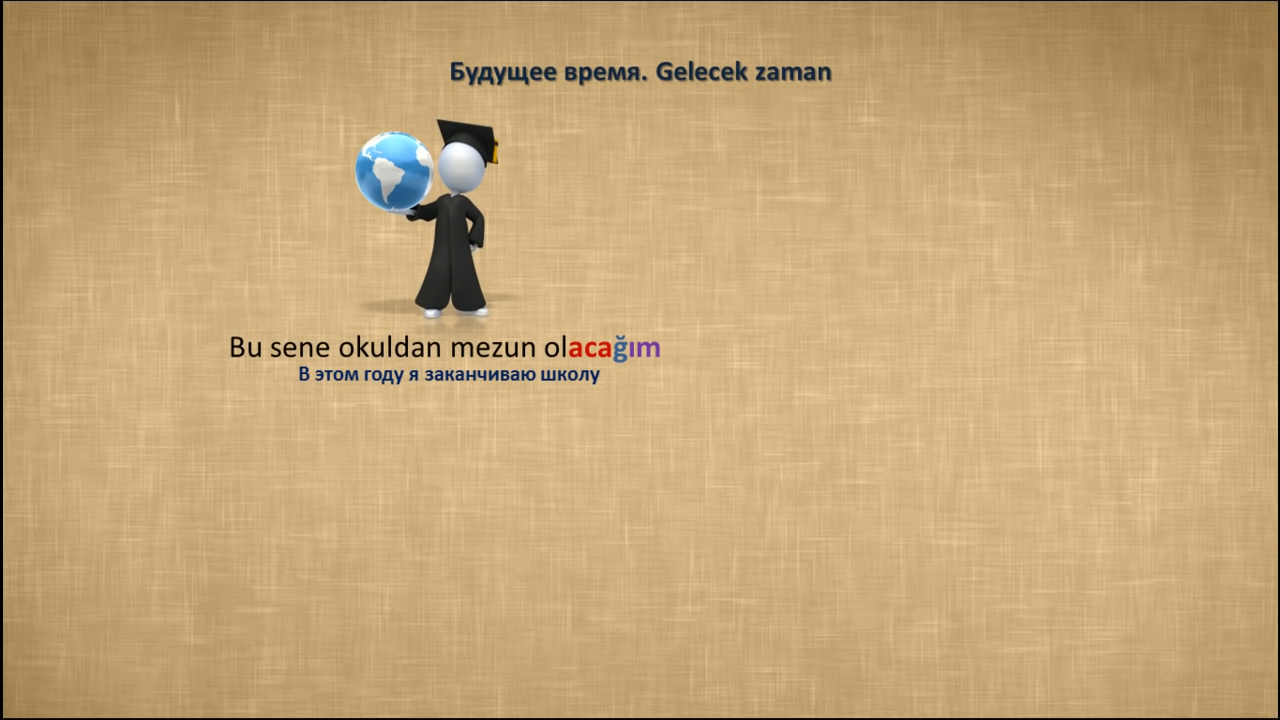 Будущее время. Gelecek zaman
Bu sene okuldan mezun olacağım
В этом году я заканчиваю школу